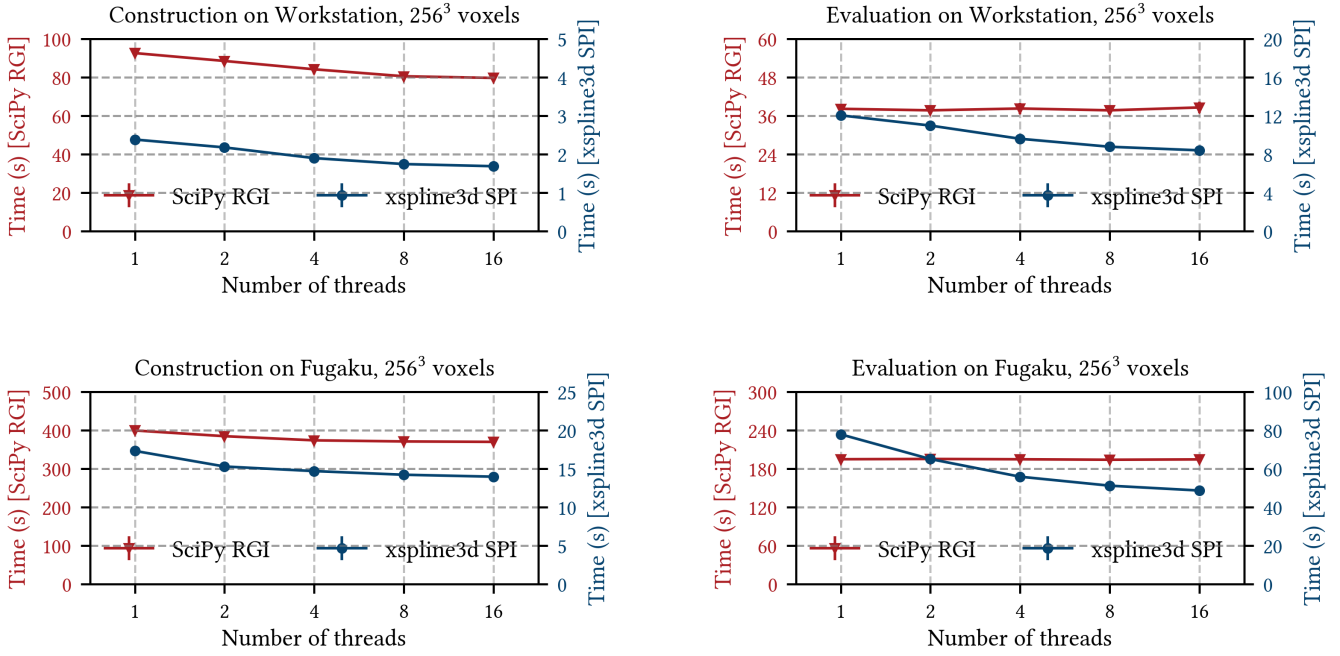 Construction on Workstation, 256³ voxels
Time (s) [SciPy RGI]
100
80
60
40
20
0
5
4
3
2
1
0
Time (s) [xspline3d SPI]
SciPy RGI
xspline3d SPI
1 2 4 8 16
Number of threads
Evaluation on Workstation, 256³ voxels
Time (s) [SciPy RGI]
60
48
36
24
12
0
20
16
12
8
4
0
Time (s) [xspline3d SPI]
SciPy RGI
xspline3d SPI
1 2 4 8 16
Number of threads
Construction on Fugaku, 256³ voxels
Time (s) [SciPy RGI]
500
400
300
200
100
0
25
20
15
10
5
0
Time (s) [xspline3d SPI]
SciPy RGI
xspline3d SPI
1 2 4 8 16
Number of threads
Evaluation on Fugaku, 256³ voxels
Time (s) [SciPy RGI]
300
240
180
120
60
0
100
80
60
40
20
0
Time (s) [xspline3d SPI]
SciPy RGI
xspline3d SPI
1 2 4 8 16
Number of threads